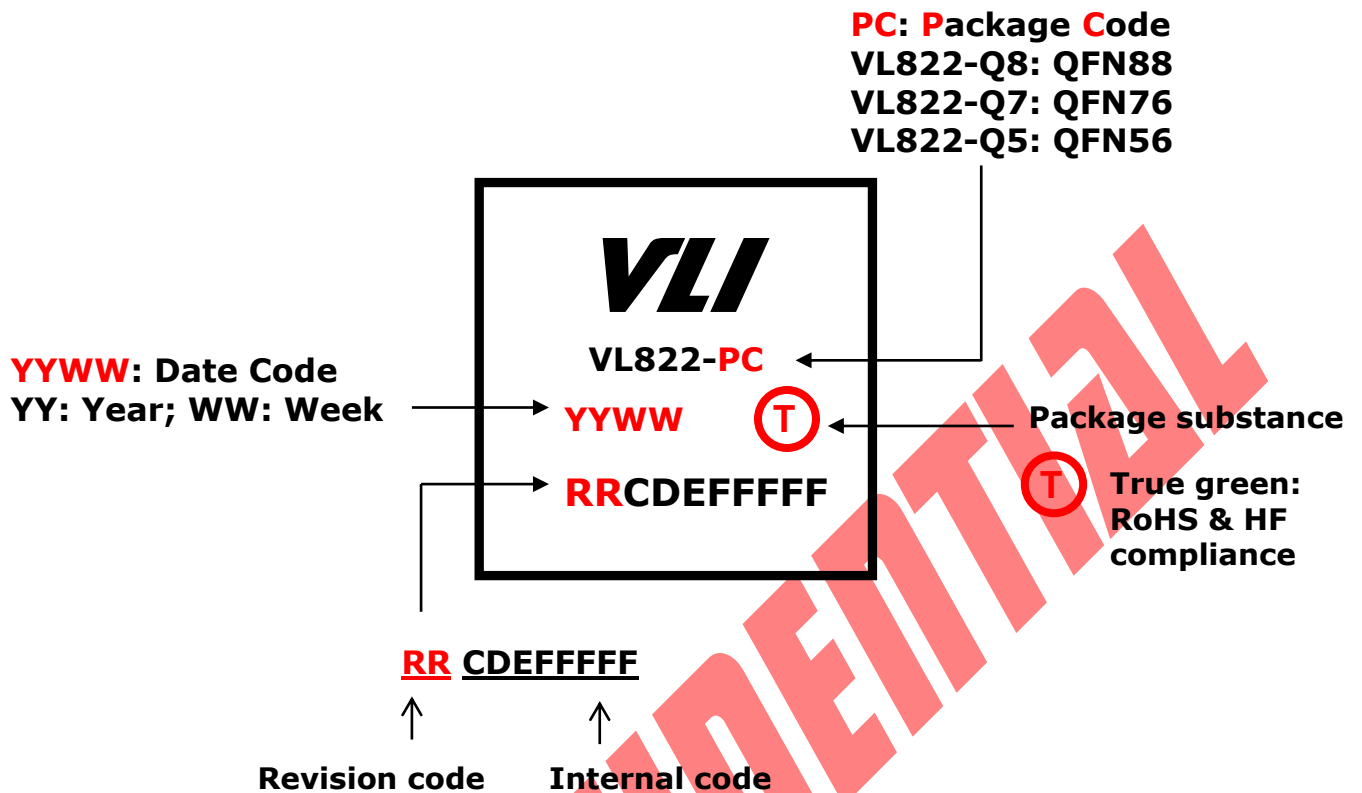 PC: Package Code
VL822-Q8: QFN88
VL822-Q7: QFN76
VL822-Q5: QFN56
VLI
VL822-PC
YYWW: Date Code
YY: Year; WW: Week
YYWW
T
Package substance
RRCDEFFFFF
T
True green:
RoHS & HF
compliance
RR CDEFFFFF
Revision code
Internal code
IDENTIAL